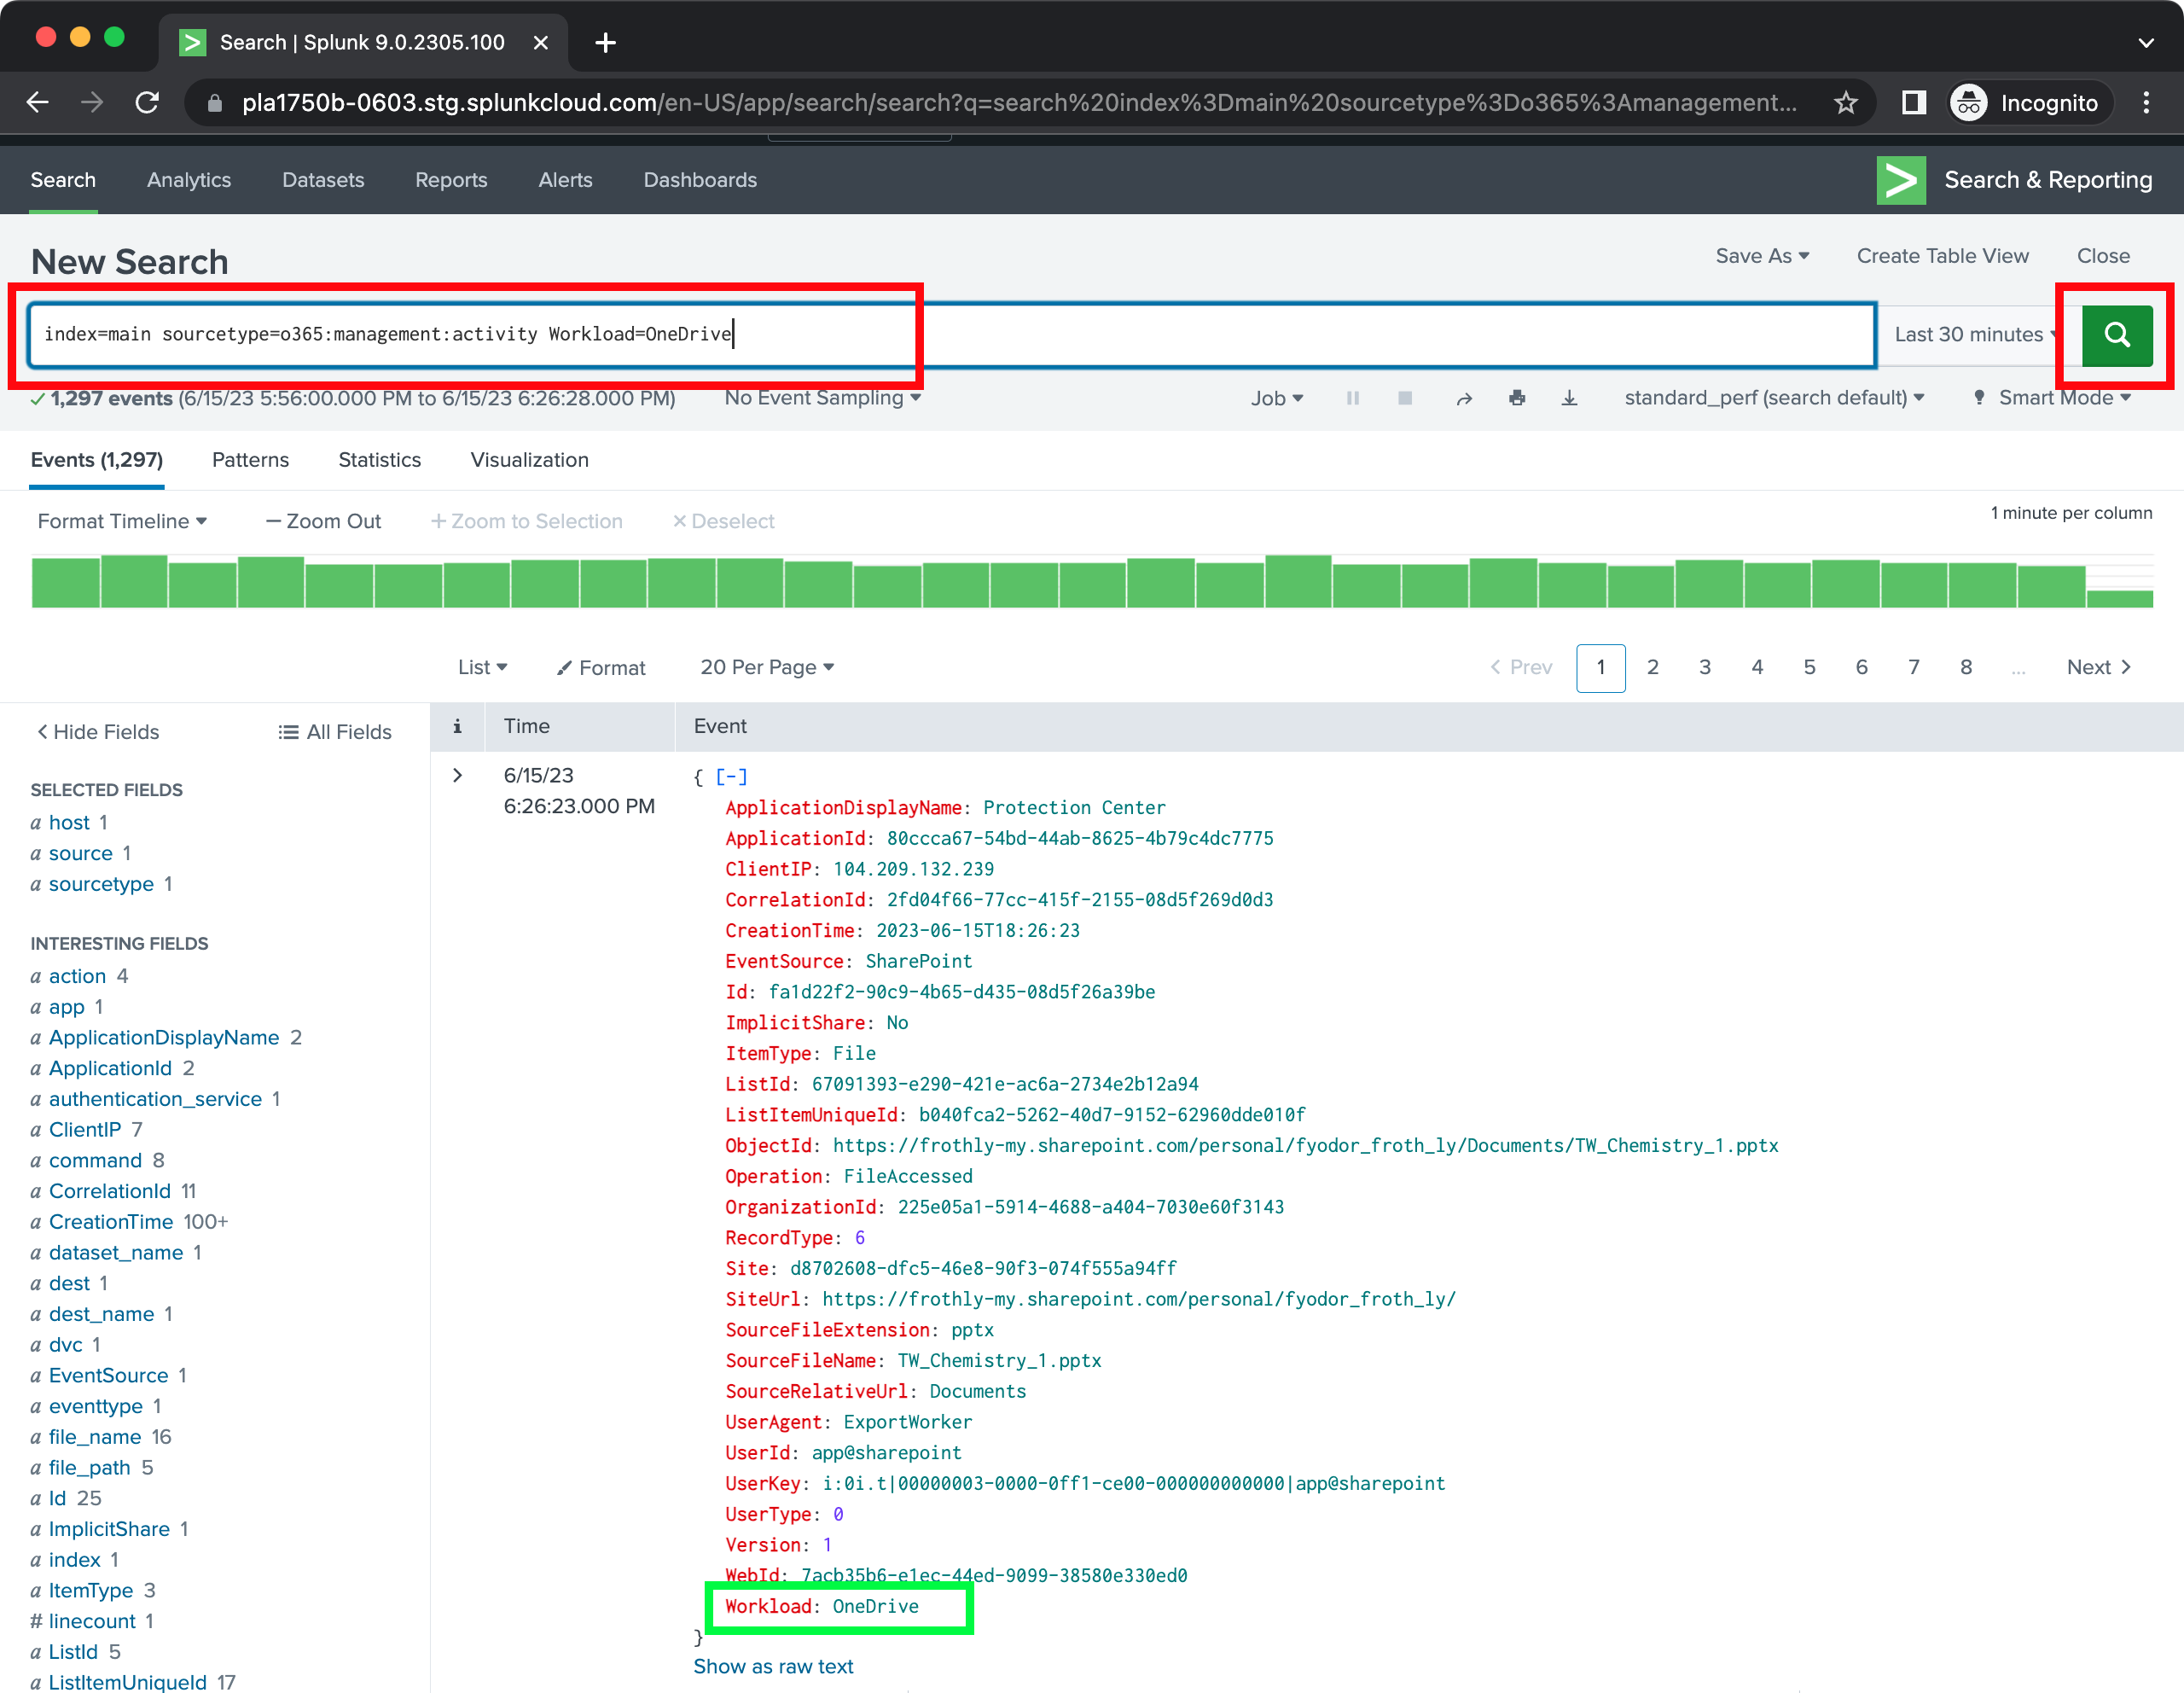 Search | Splunk 9.0.2305.100
pla1750b-0603.stg.splunkcloud.com/en-US/app/search/search?q=search%20index%3Dmain%20sourcetype%3Do365%3Amanagement...
Incognito
Search Analytics Datasets Reports Alerts Dashboards
Search & Reporting
New Search
Save As Create Table View Close
index=main sourcetype=o365:management:activity Workload=OneDrive
Last 30 minutes
1,297 events (6/15/23 5:56:00.000 PM to 6/15/23 6:26:28.000 PM)
No Event Sampling
Job
standard_perf (search default)
Smart Mode
Events (1,297) Patterns Statistics Visualization
Format Timeline — Zoom Out + Zoom to Selection × Deselect
1 minute per column
List Format 20 Per Page
< Prev 1 2 3 4 5 6 7 8 ... Next >
< Hide Fields All Fields
i Time Event
SELECTED FIELDS
a host 1
a source 1
a sourcetype 1
INTERESTING FIELDS
a action 4
a app 1
a ApplicationDisplayName 2
a ApplicationId 2
a authentication_service 1
a ClientIP 7
a command 8
a CorrelationId 11
a CreationTime 100+
a dataset_name 1
a dest 1
a dest_name 1
a dvc 1
a EventSource 1
a eventtype 1
a file_name 16
a file_path 5
a Id 25
a ImplicitShare 1
a index 1
a ItemType 3
# linecount 1
a ListId 5
a ListItemUniqueId 17
> 6/15/23
6:26:23.000 PM
{ [-]
ApplicationDisplayName: Protection Center
ApplicationId: 80ccca67-54bd-44ab-8625-4b79c4dc7775
ClientIP: 104.209.132.239
CorrelationId: 2fd04f66-77cc-415f-2155-08d5f269d0d3
CreationTime: 2023-06-15T18:26:23
EventSource: SharePoint
Id: fa1d22f2-90c9-4b65-d435-08d5f26a39be
ImplicitShare: No
ItemType: File
ListId: 67091393-e290-421e-ac6a-2734e2b12a94
ListItemUniqueId: b040fca2-5262-40d7-9152-62960dde010f
ObjectId: https://frothly-my.sharepoint.com/personal/fyodor_froth_ly/Documents/TW_Chemistry_1.pptx
Operation: FileAccessed
OrganizationId: 225e05a1-5914-4688-a404-7030e60f3143
RecordType: 6
Site: d8702608-dfc5-46e8-90f3-074f555a94ff
SiteUrl: https://frothly-my.sharepoint.com/personal/fyodor_froth_ly/
SourceFileExtension: pptx
SourceFileName: TW_Chemistry_1.pptx
SourceRelativeUrl: Documents
UserAgent: ExportWorker
UserId: app@sharepoint
UserKey: i:0i.t|00000003-0000-0ff1-ce00-000000000000|app@sharepoint
UserType: 0
Version: 1
WebId: 7acb35b6-e1ec-44ed-9099-38580e330ed0
Workload: OneDrive
}
Show as raw text